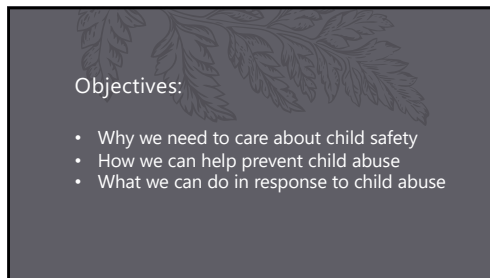 Objectives:
• Why we need to care about child safety
• How we can help prevent child abuse
• What we can do in response to child abuse